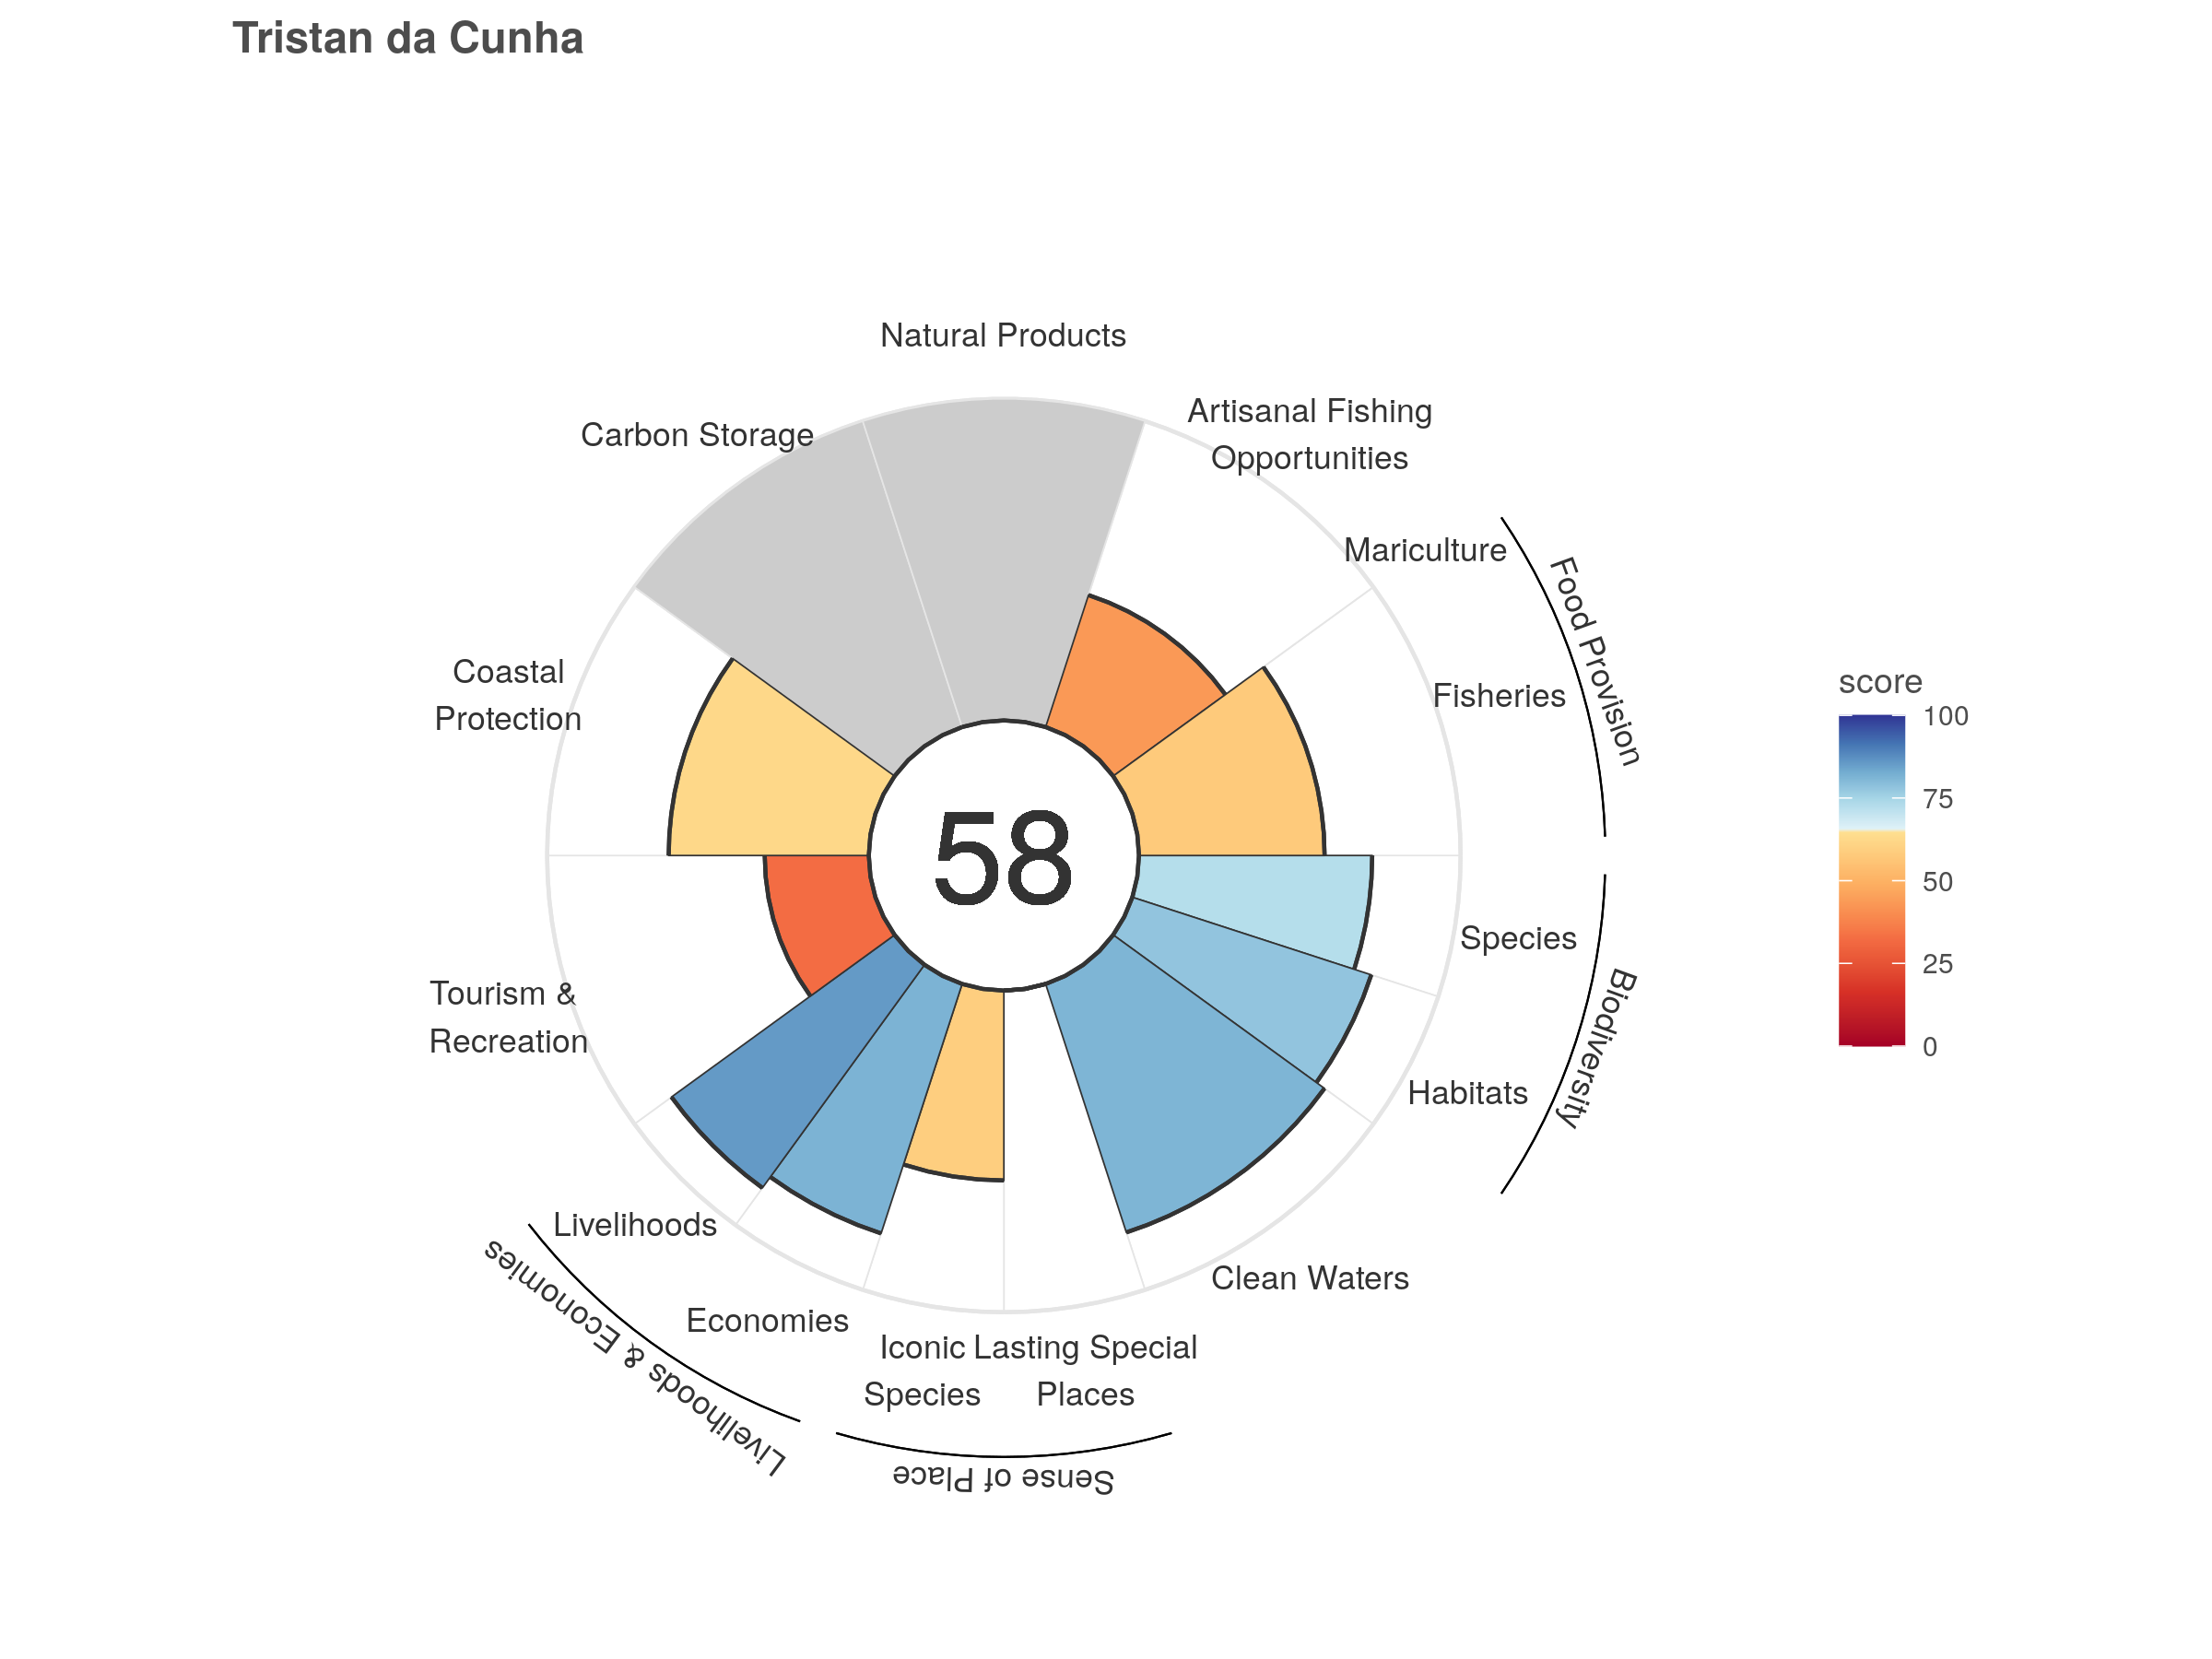 Tristan da Cunha
Natural Products
Artisanal Fishing
Opportunities
Carbon Storage
Mariculture
Food Provision
Fisheries
Coastal
Protection
58
Species
Biodiversity
Habitats
Tourism &
Recreation
Clean Waters
Livelihoods
Economies
Livelihoods & Economies
Iconic
Species
Lasting Special
Places
Sense of Place
score
100
75
50
25
0